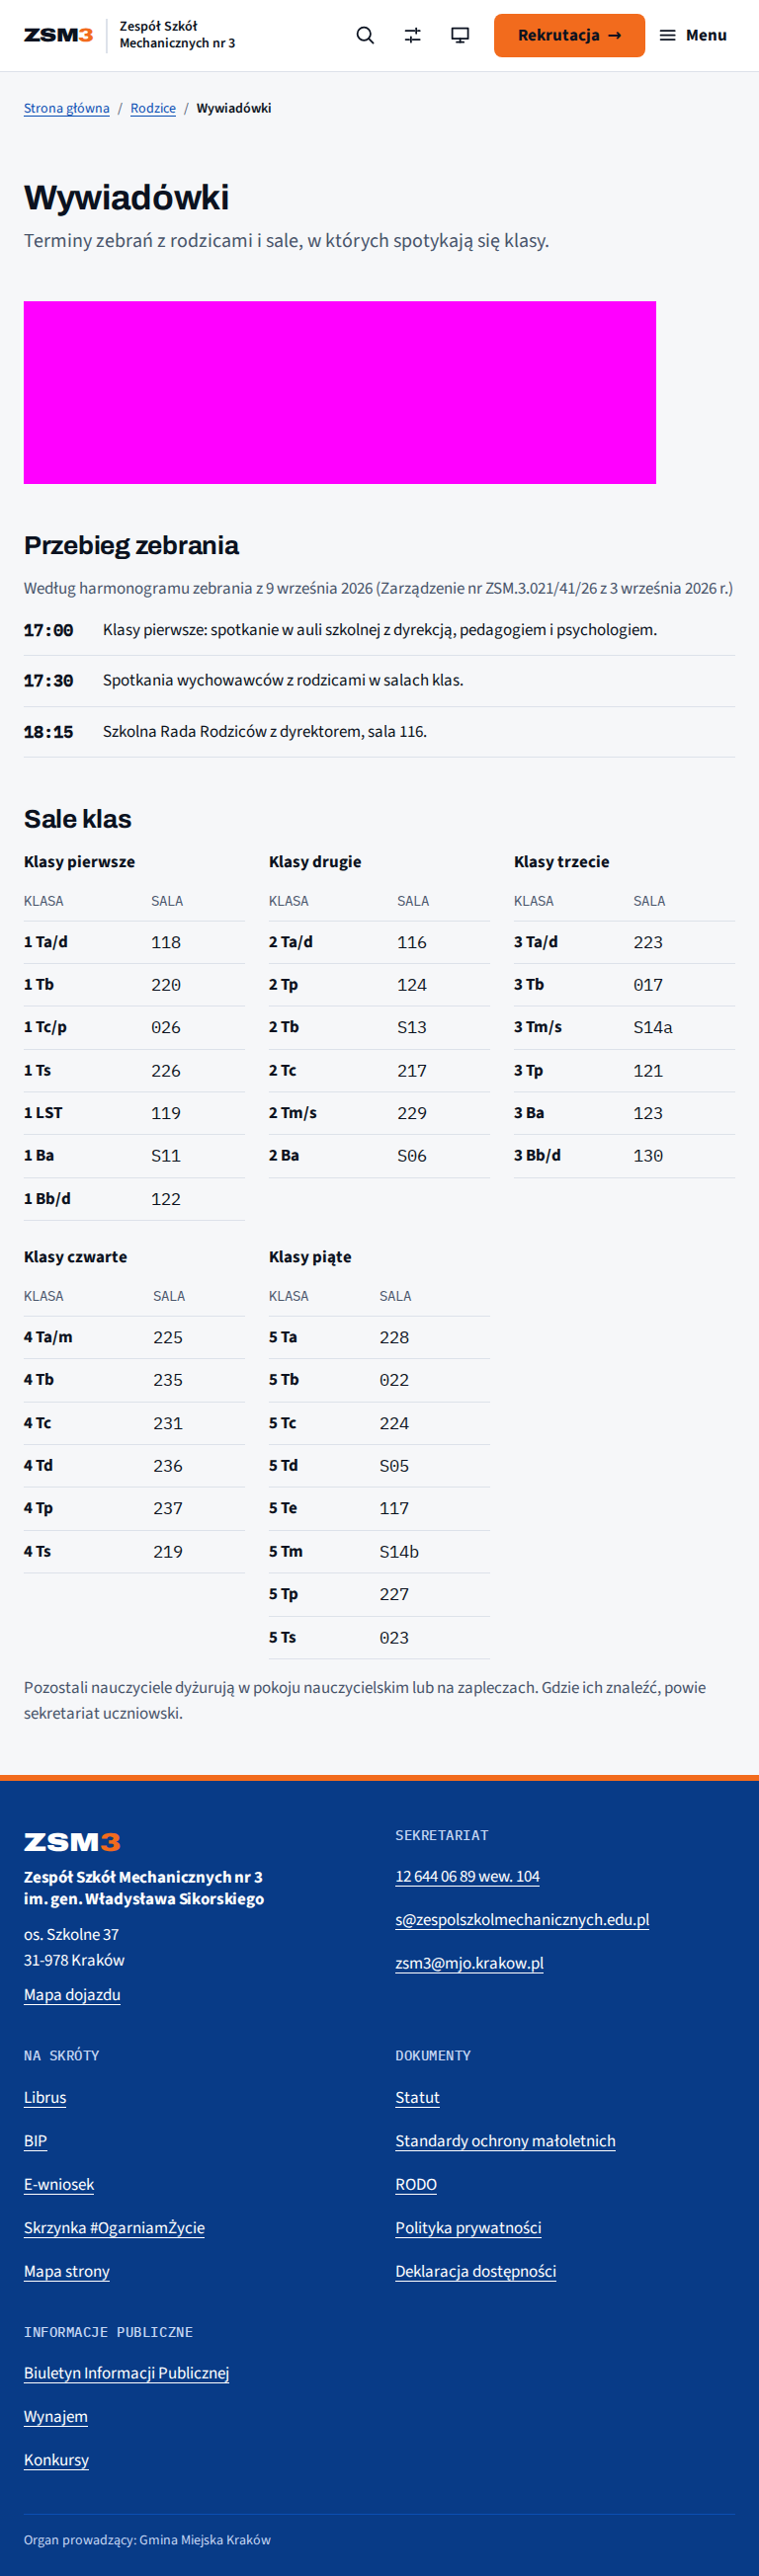 ZSM3
Zespół Szkół
Mechanicznych nr 3
Rekrutacja →
Menu
Strona główna / Rodzice / Wywiadówki
Wywiadówki
Terminy zebrań z rodzicami i sale, w których spotykają się klasy.
Przebieg zebrania
Według harmonogramu zebrania z 9 września 2026 (Zarządzenie nr ZSM.3.021/41/26 z 3 września 2026 r.)
17:00 Klasy pierwsze: spotkanie w auli szkolnej z dyrekcją, pedagogiem i psychologiem.
17:30 Spotkania wychowawców z rodzicami w salach klas.
18:15 Szkolna Rada Rodziców z dyrektorem, sala 116.
Sale klas
Klasy pierwsze
KLASA SALA
1 Ta/d 118
1 Tb 220
1 Tc/p 026
1 Ts 226
1 LST 119
1 Ba S11
1 Bb/d 122
Klasy drugie
KLASA SALA
2 Ta/d 116
2 Tp 124
2 Tb S13
2 Tc 217
2 Tm/s 229
2 Ba S06
Klasy trzecie
KLASA SALA
3 Ta/d 223
3 Tb 017
3 Tm/s S14a
3 Tp 121
3 Ba 123
3 Bb/d 130
Klasy czwarte
KLASA SALA
4 Ta/m 225
4 Tb 235
4 Tc 231
4 Td 236
4 Tp 237
4 Ts 219
Klasy piąte
KLASA SALA
5 Ta 228
5 Tb 022
5 Tc 224
5 Td S05
5 Te 117
5 Tm S14b
5 Tp 227
5 Ts 023
Pozostali nauczyciele dyżurują w pokoju nauczycielskim lub na zapleczach. Gdzie ich znaleźć, powie
sekretariat uczniowski.
ZSM3
Zespół Szkół Mechanicznych nr 3
im. gen. Władysława Sikorskiego
os. Szkolne 37
31-978 Kraków
Mapa dojazdu
SEKRETARIAT
12 644 06 89 wew. 104
s@zespolszkolmechanicznych.edu.pl
zsm3@mjo.krakow.pl
NA SKRÓTY
Librus
BIP
E-wniosek
Skrzynka #OgarniamŻycie
Mapa strony
DOKUMENTY
Statut
Standardy ochrony małoletnich
RODO
Polityka prywatności
Deklaracja dostępności
INFORMACJE PUBLICZNE
Biuletyn Informacji Publicznej
Wynajem
Konkursy
Organ prowadzący: Gmina Miejska Kraków